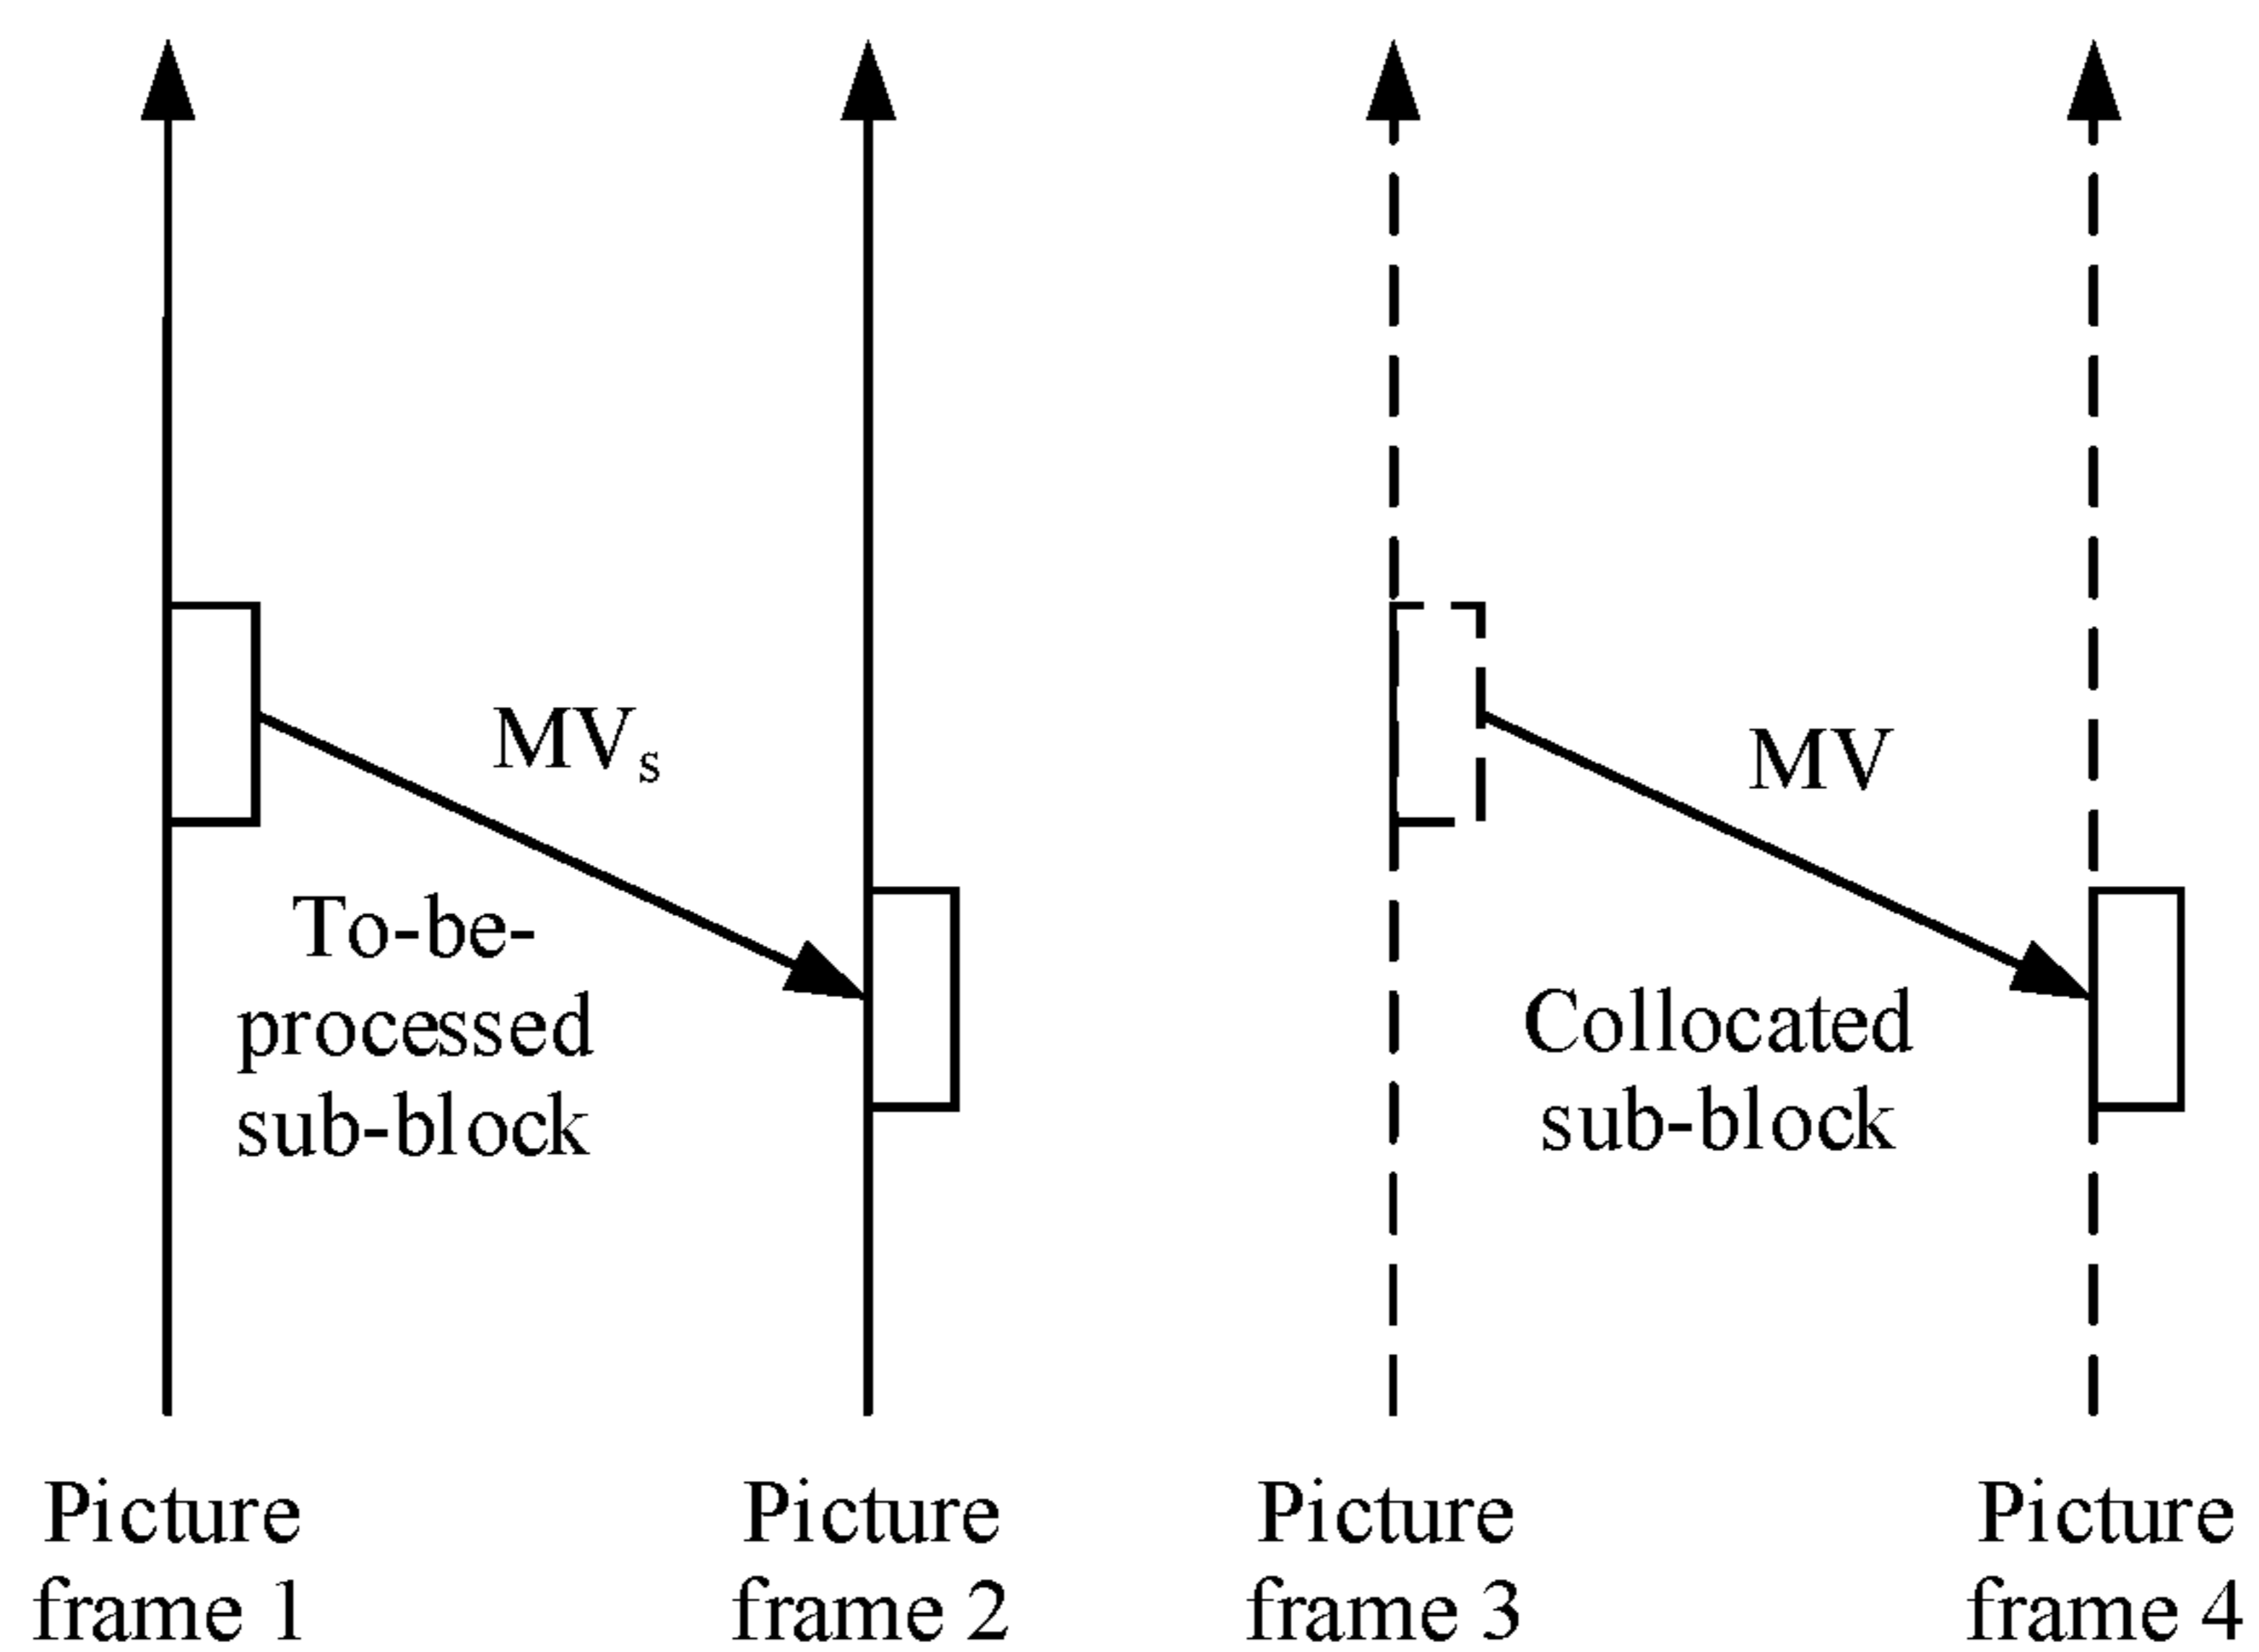 MVs
MV
To-be-
processed
sub-block
Collocated
sub-block
Picture
frame 1
Picture
frame 2
Picture
frame 3
Picture
frame 4